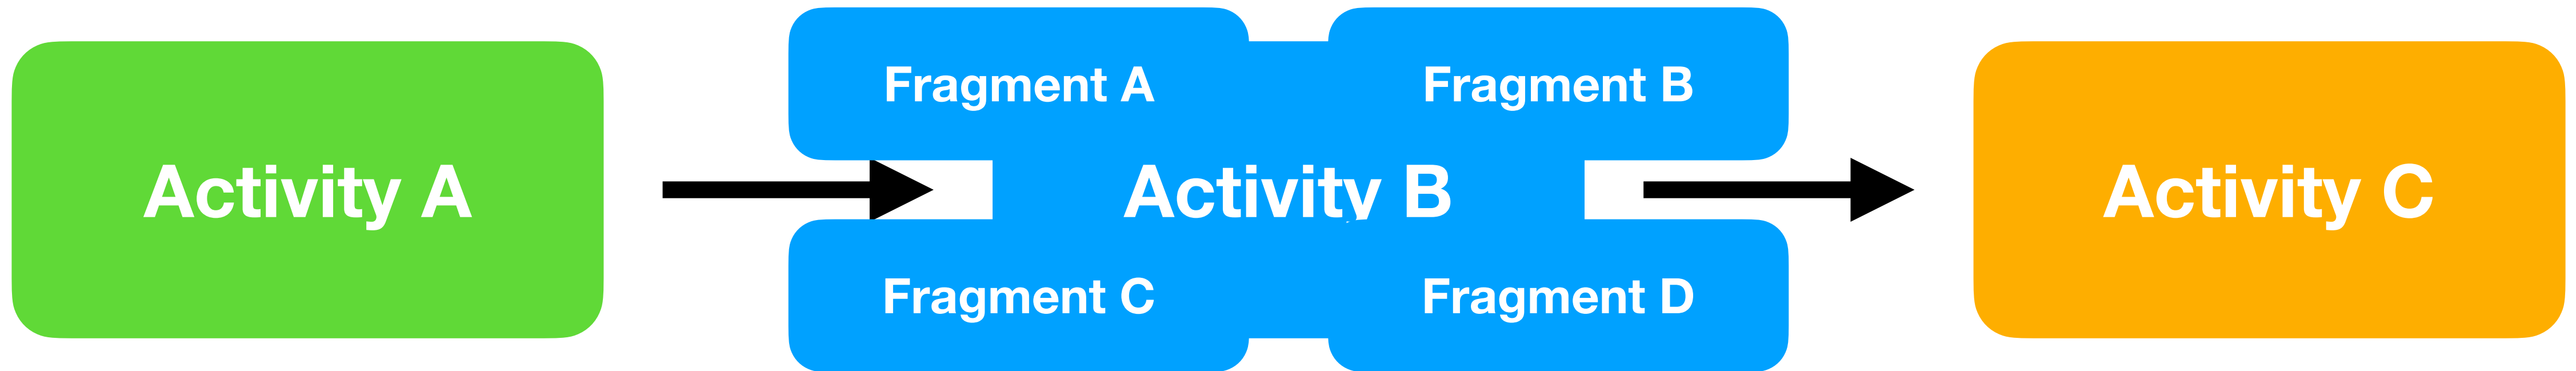 Fragment A
Fragment B
Activity A
Activity B
Activity C
Fragment C
Fragment D